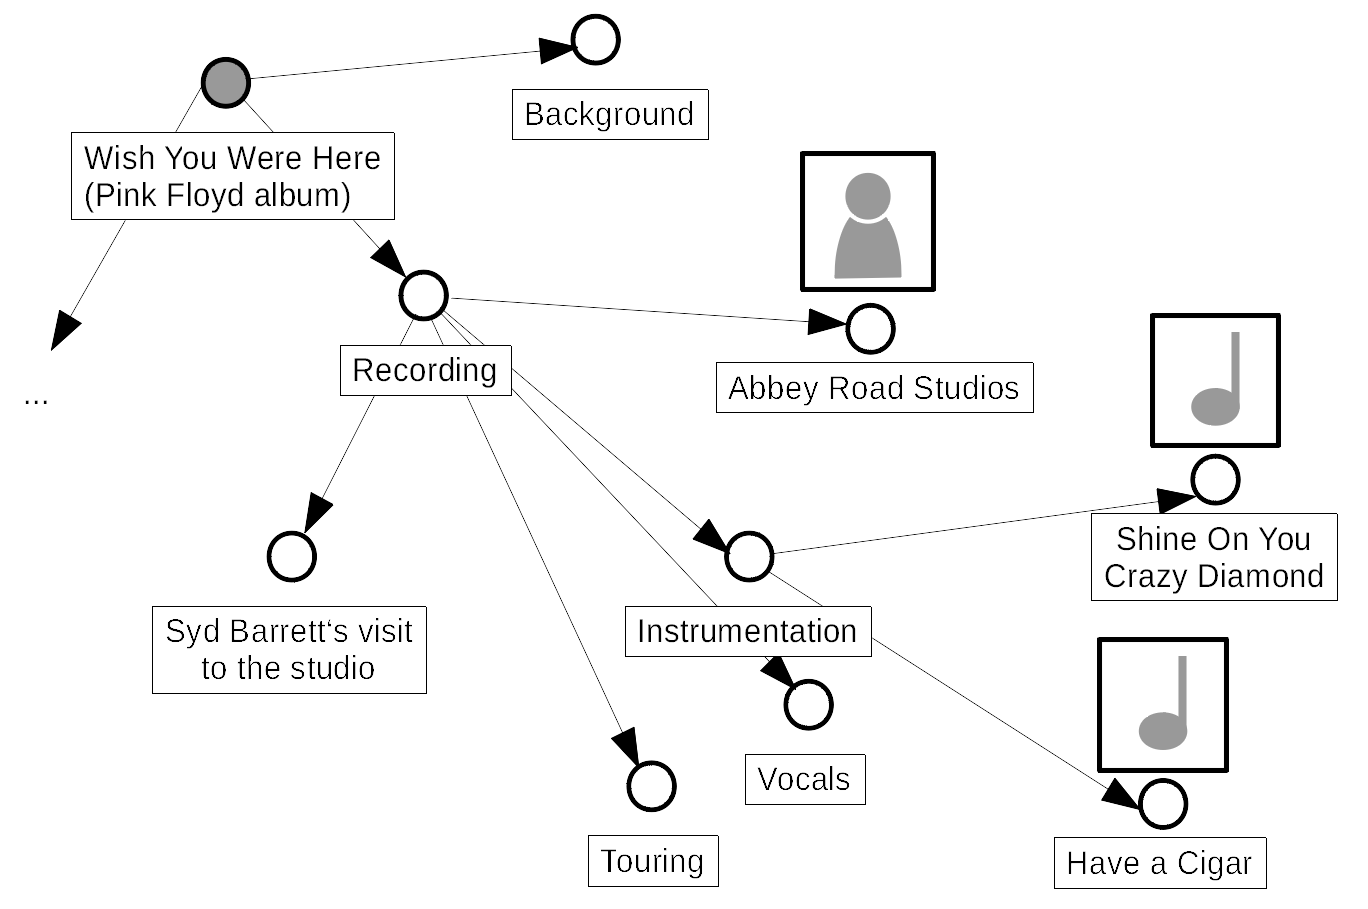 Background
Wish You Were Here
(Pink Floyd album)
Recording
Abbey Road Studios
...
Shine On You
Crazy Diamond
Syd Barrett‘s visit
to the studio
Instrumentation
Vocals
Touring
Have a Cigar